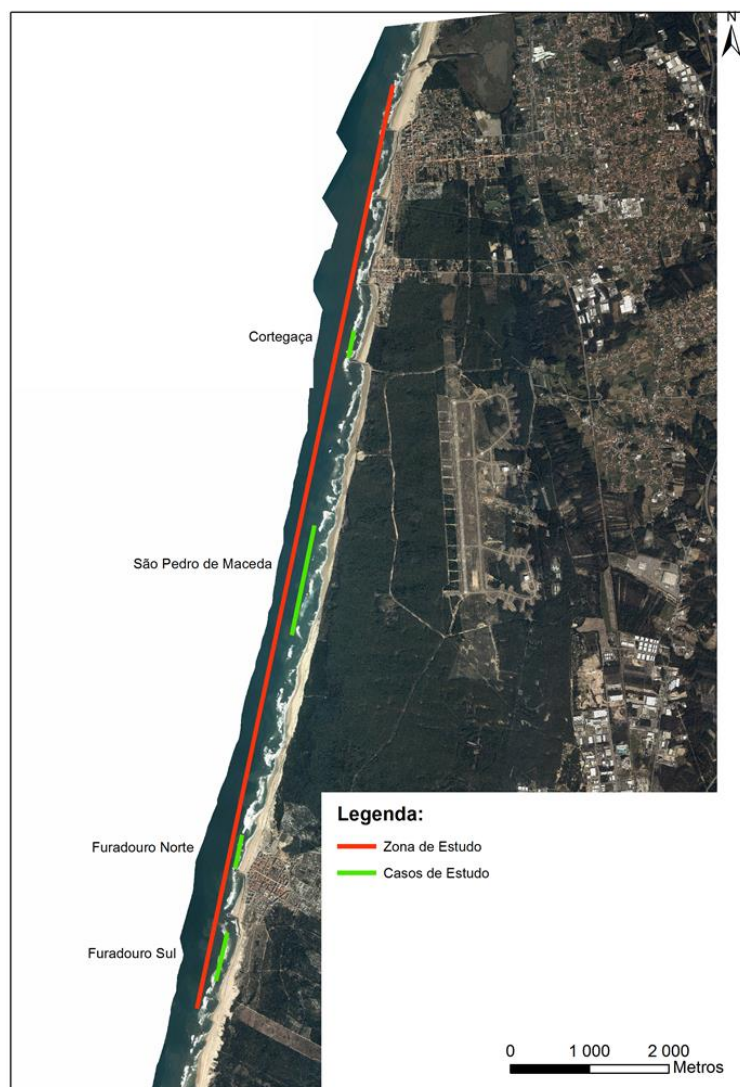 N
Cortegaça
São Pedro de Maceda
Legenda:
Furadouro Norte
Zona de Estudo
Casos de Estudo
Furadouro Sul
0 1 000 2 000
Metros